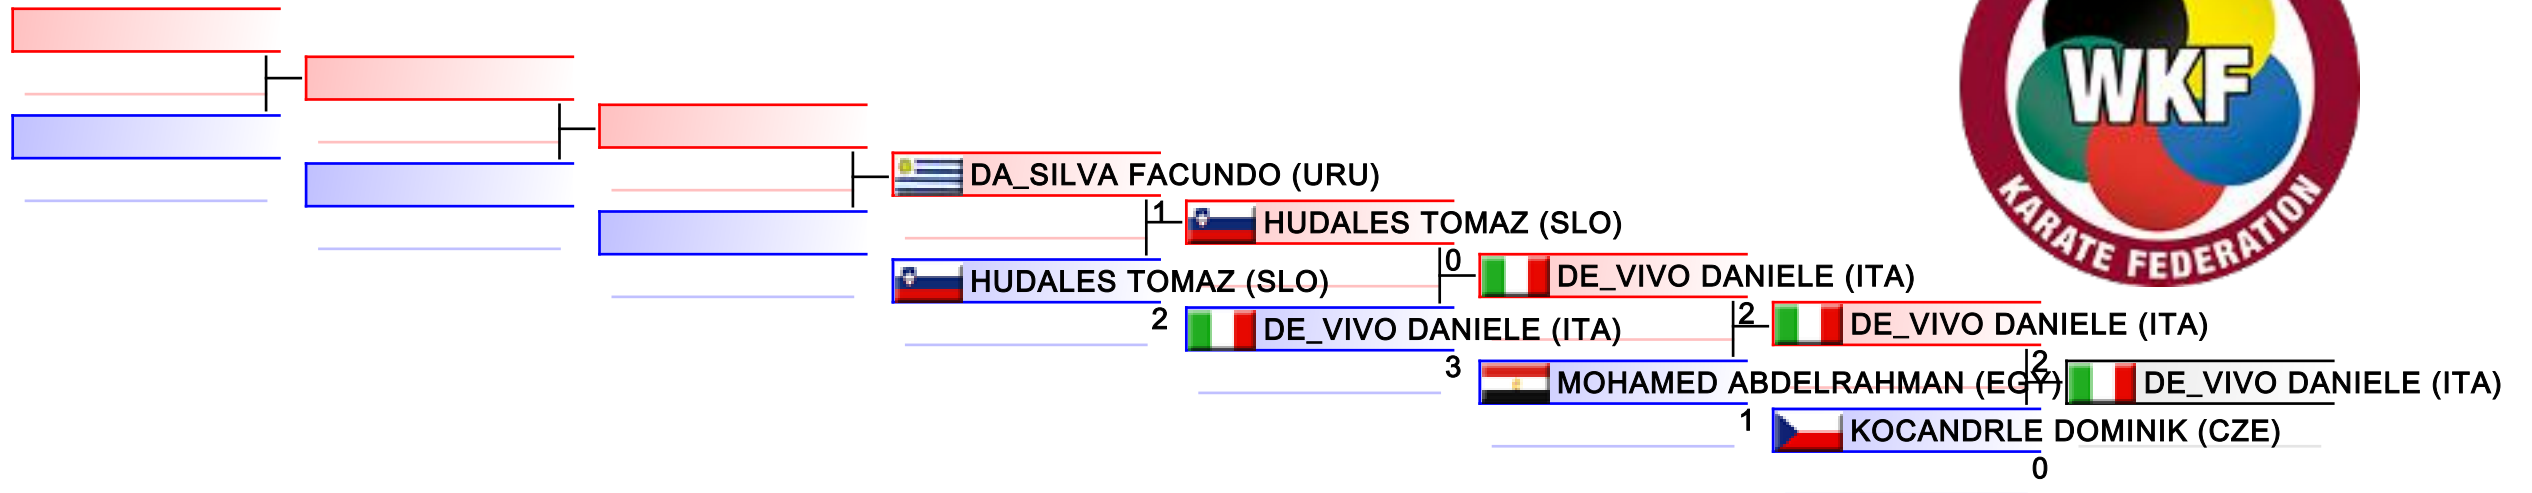 WKF
KARATE FEDERATION
DA_SILVA FACUNDO (URU)
1
HUDALES TOMAZ (SLO)
HUDALES TOMAZ (SLO)
0
2
DE_VIVO DANIELE (ITA)
DE_VIVO DANIELE (ITA)
2
3
DE_VIVO DANIELE (ITA)
MOHAMED ABDELRAHMAN (EGY)
2
1
DE_VIVO DANIELE (ITA)
KOCANDRLE DOMINIK (CZE)
0